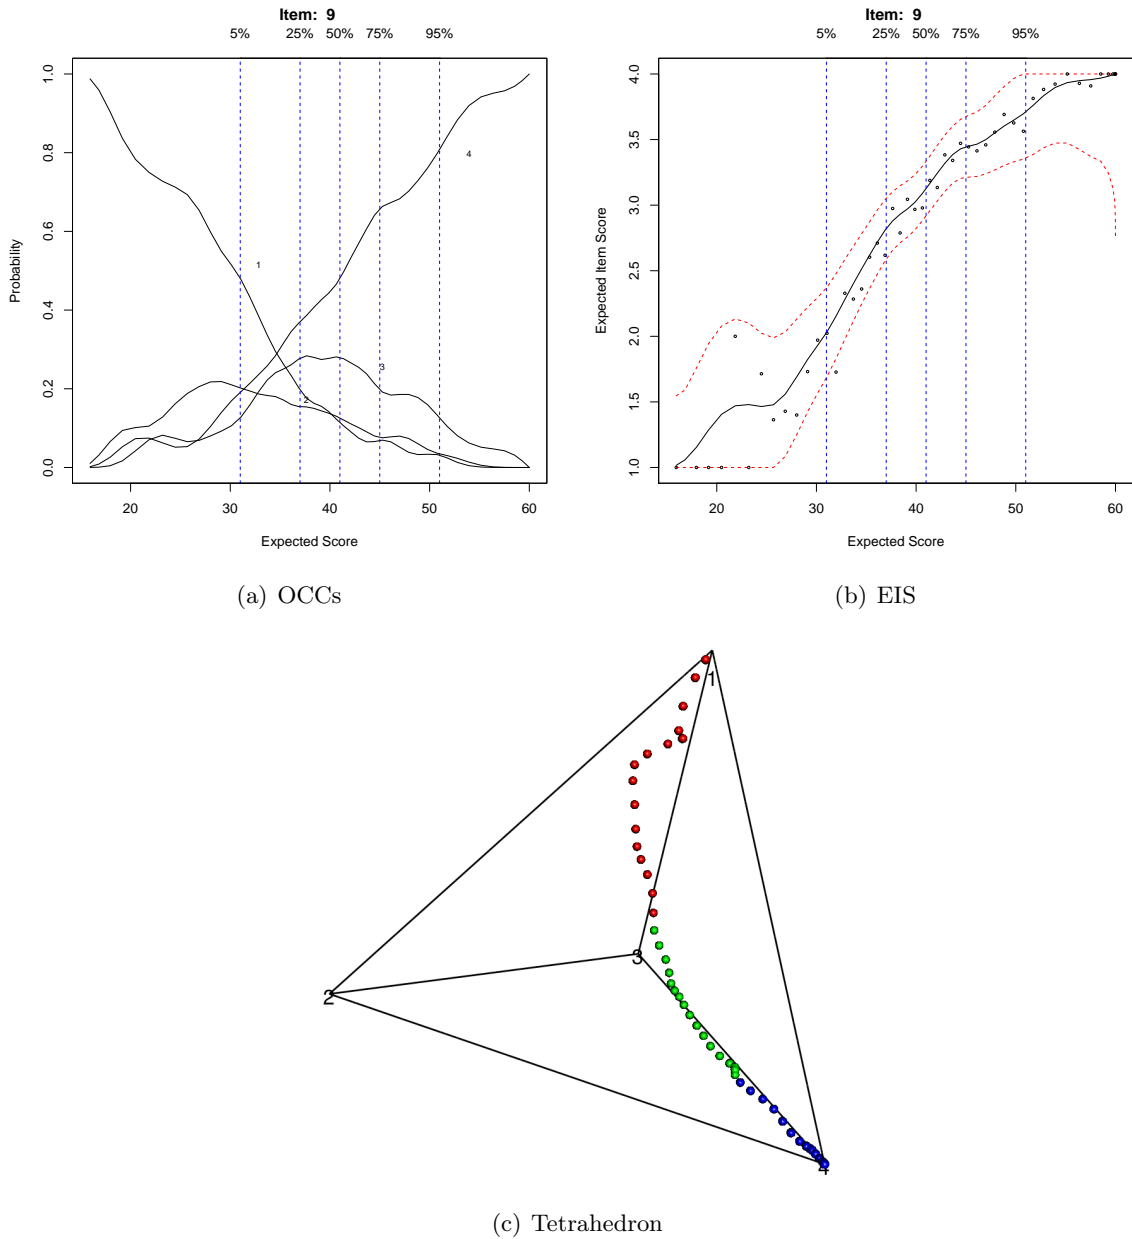 Item: 9
5% 25% 50% 75% 95%
1.0
0.8
0.6
0.4
0.2
0.0
Probability
1
2
3
4
20 30 40 50 60
Expected Score
(a) OCCs
Item: 9
5% 25% 50% 75% 95%
4.0
3.5
3.0
2.5
2.0
1.5
1.0
Expected Item Score
20 30 40 50 60
Expected Score
(b) EIS
1
3
2
4
(c) Tetrahedron